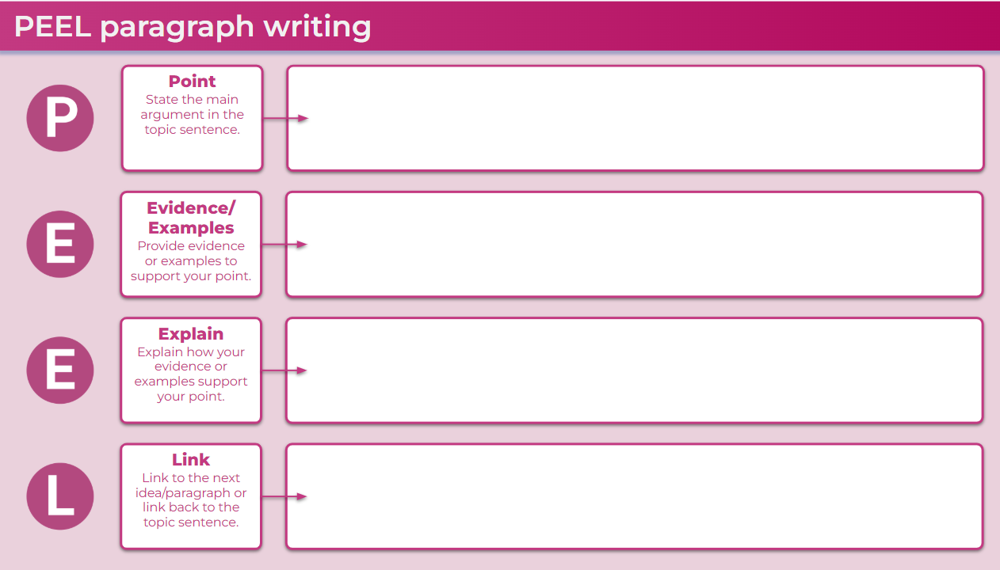 PEEL paragraph writing
P
Point
State the main
argument in the
topic sentence.
E
Evidence/
Examples
Provide evidence
or examples to
support your point.
E
Explain
Explain how your
evidence or
examples support
your point.
L
Link
Link to the next
idea/paragraph or
link back to the
topic sentence.